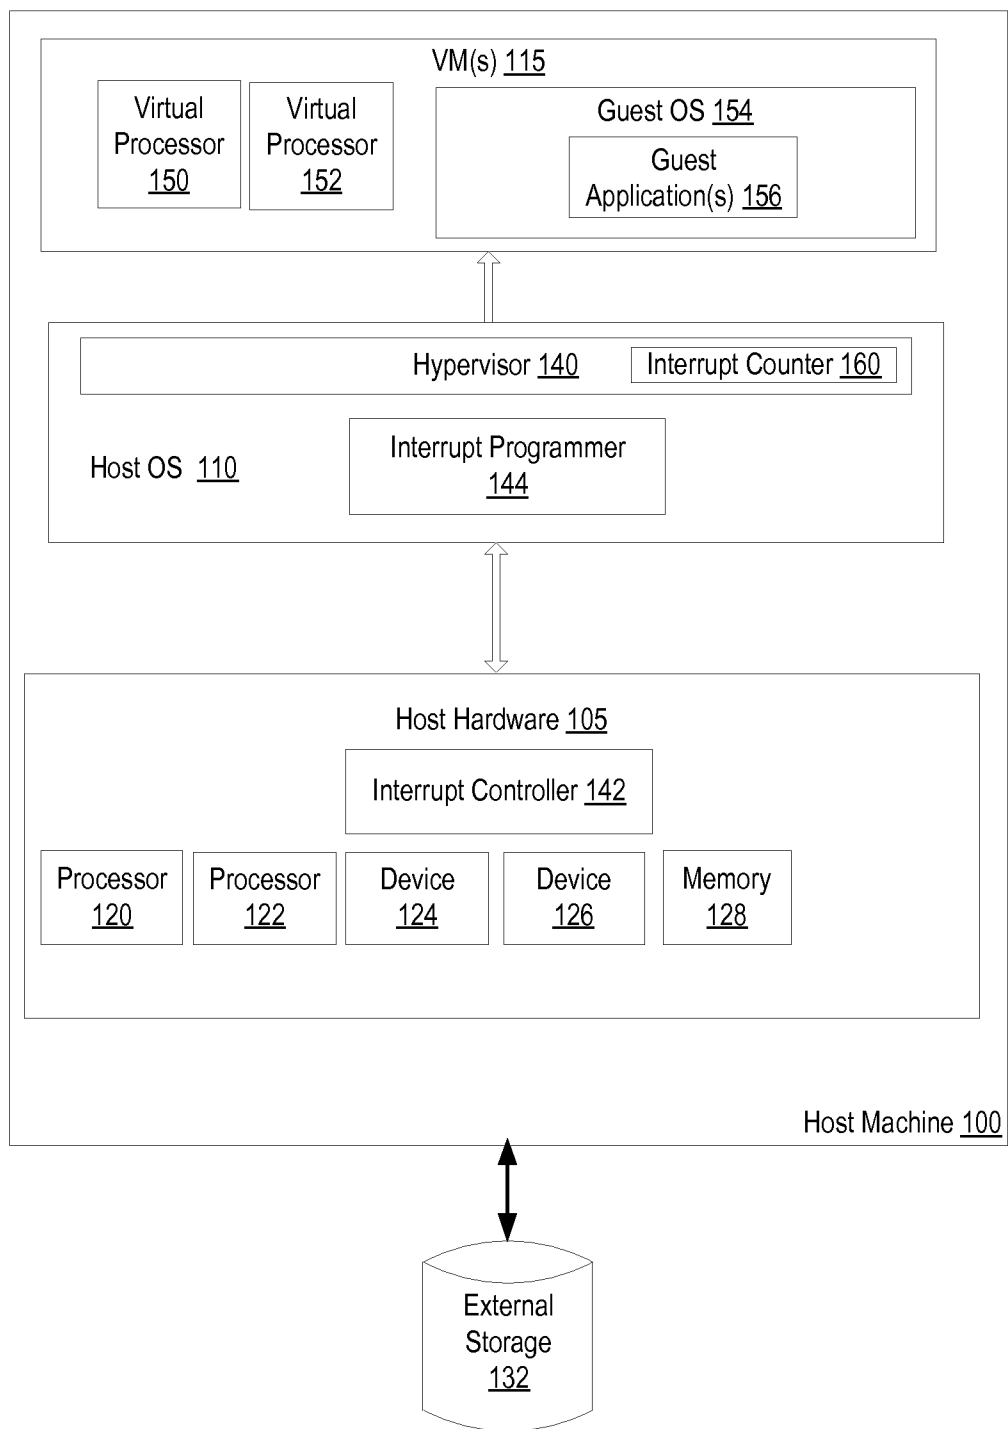 VM(s) 115
Virtual
Processor
150
Virtual
Processor
152
Guest OS 154
Guest
Application(s) 156
Hypervisor 140
Interrupt Counter 160
Interrupt Programmer
144
Host OS 110
Host Hardware 105
Interrupt Controller 142
Processor
120
Processor
122
Device
124
Device
126
Memory
128
Host Machine 100
External
Storage
132